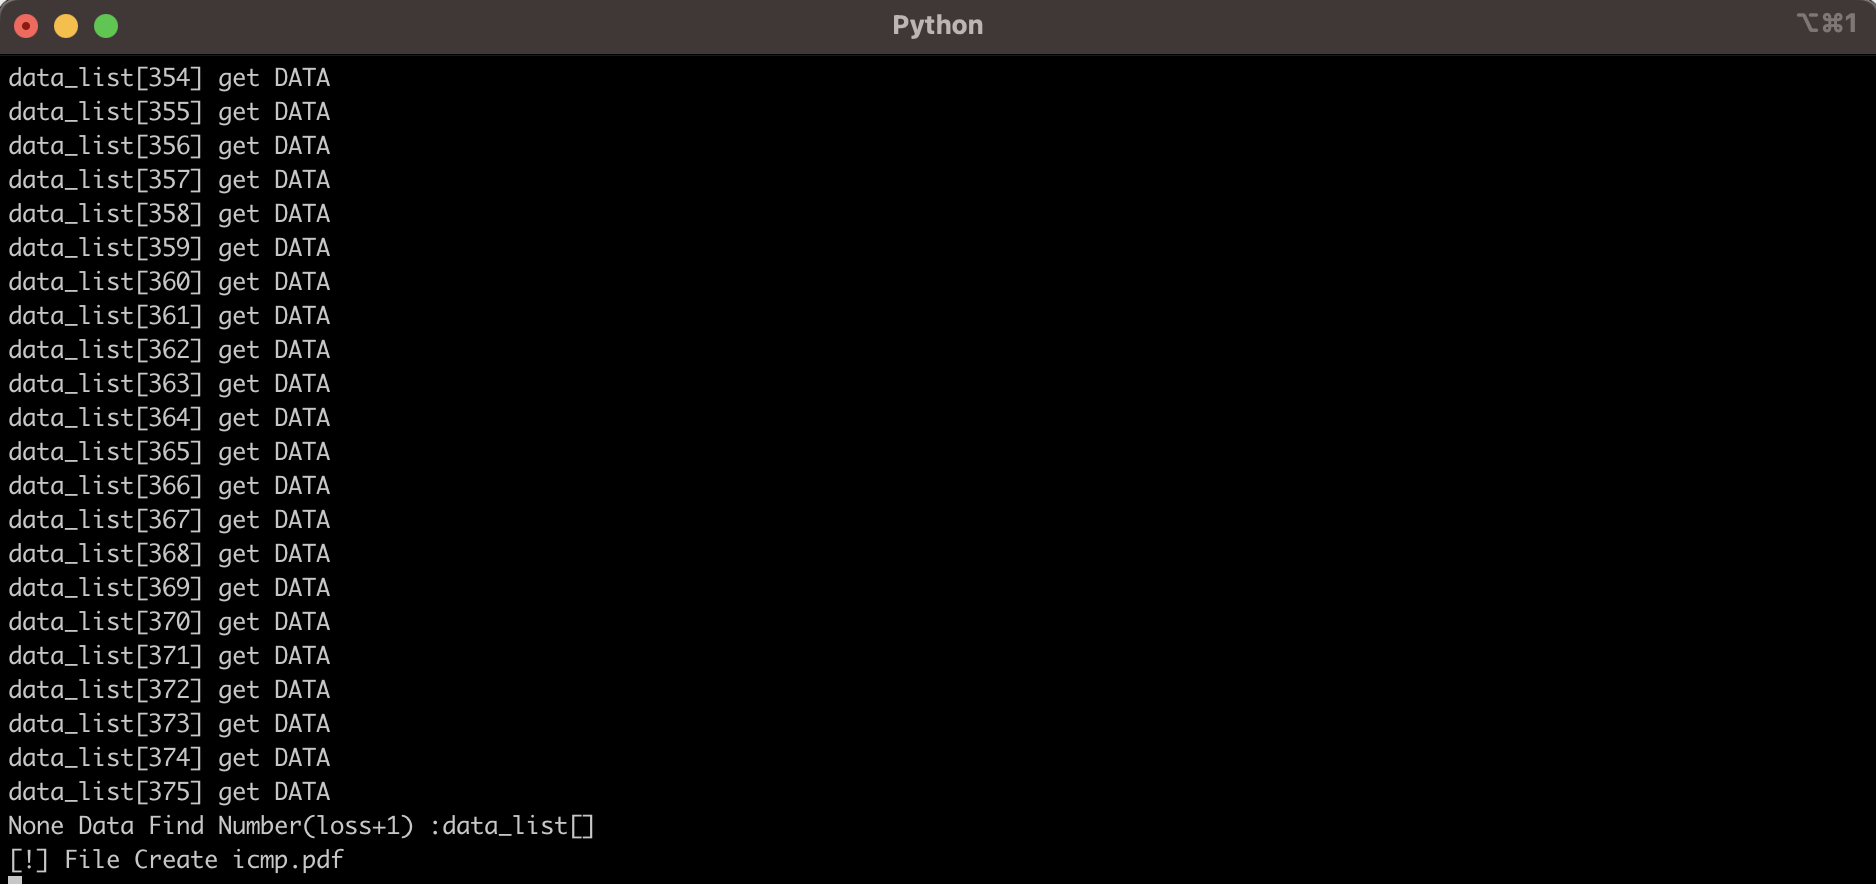 Python
⌥⌘1
data_list[354] get DATA
data_list[355] get DATA
data_list[356] get DATA
data_list[357] get DATA
data_list[358] get DATA
data_list[359] get DATA
data_list[360] get DATA
data_list[361] get DATA
data_list[362] get DATA
data_list[363] get DATA
data_list[364] get DATA
data_list[365] get DATA
data_list[366] get DATA
data_list[367] get DATA
data_list[368] get DATA
data_list[369] get DATA
data_list[370] get DATA
data_list[371] get DATA
data_list[372] get DATA
data_list[373] get DATA
data_list[374] get DATA
data_list[375] get DATA
None Data Find Number(loss+1) :data_list[]
[!] File Create icmp.pdf